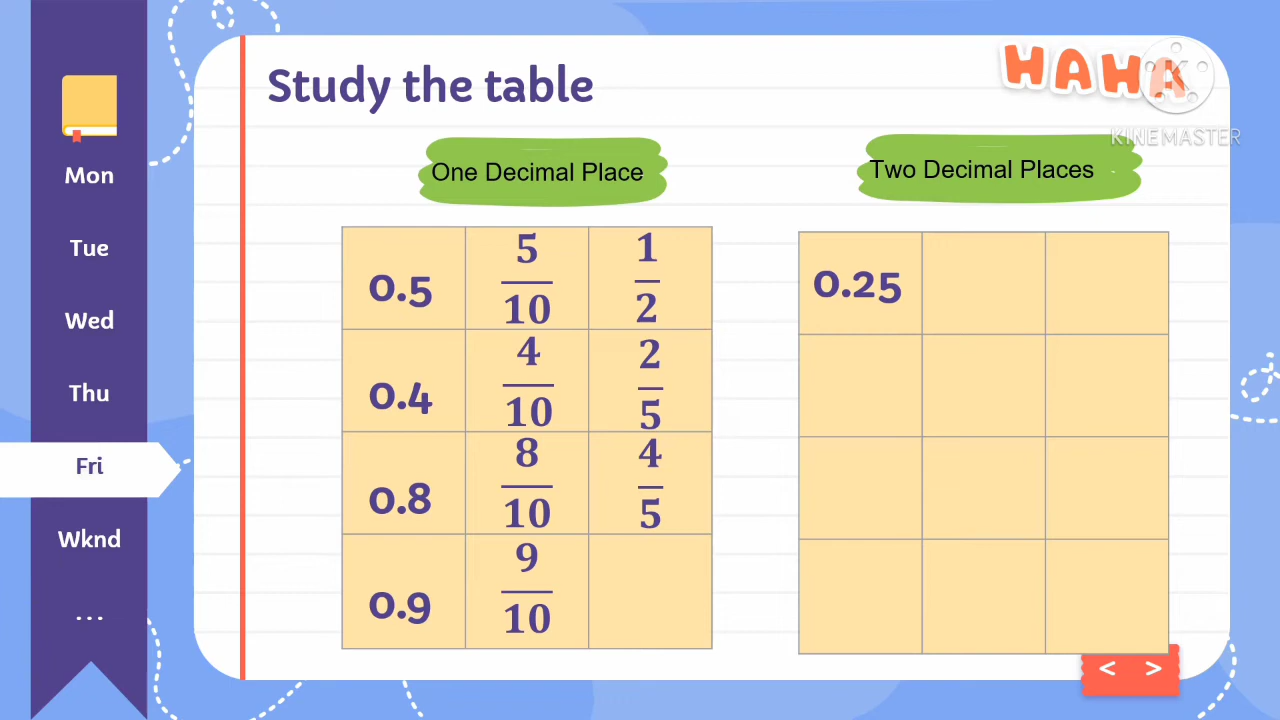 Study the table
HAHA
KINEMASTER
Mon
Tue
Wed
Thu
Fri
Wknd
...
One Decimal Place
0.5 5/10 1/2
0.4 4/10 2/5
0.8 8/10 4/5
0.9 9/10
Two Decimal Places
0.25
< >